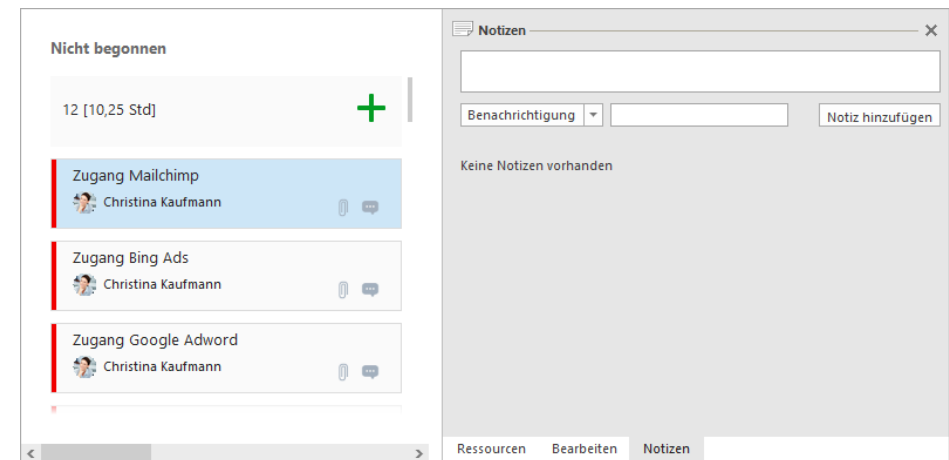 Nicht begonnen
12 [10,25 Std]
Zugang Mailchimp
Christina Kaufmann
Zugang Bing Ads
Christina Kaufmann
Zugang Google Adword
Christina Kaufmann
Notizen
Benachrichtigung
Notiz hinzufügen
Keine Notizen vorhanden
Ressourcen Bearbeiten Notizen